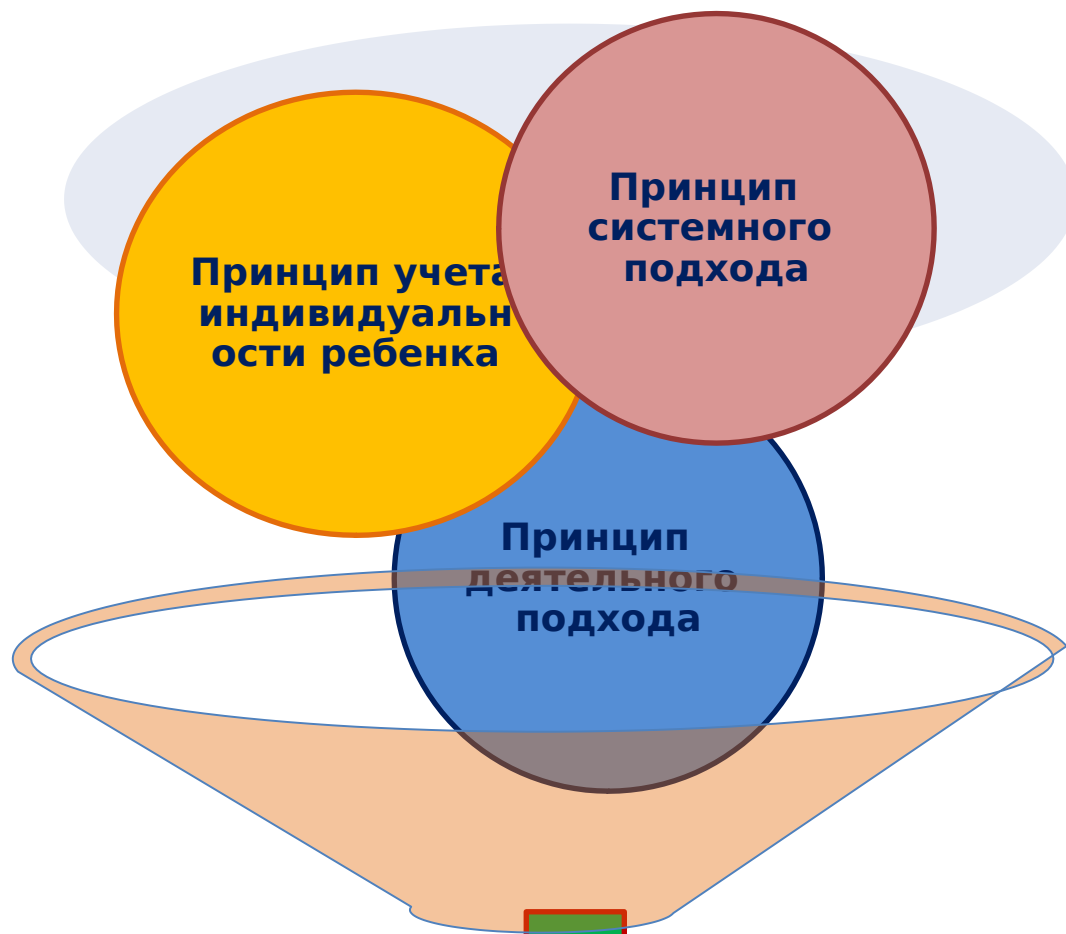 Принцип
системного
подхода
Принцип учета
индивидуальн
ости ребенка
Принцип
деятельного
подхода